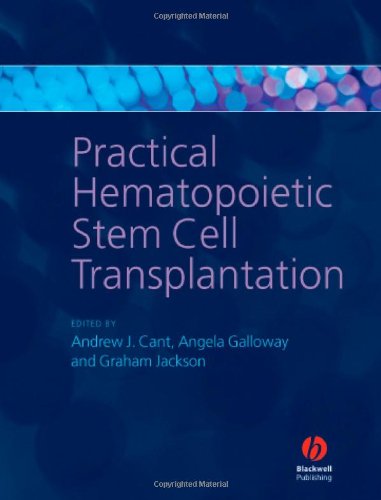 Copyrighted Material
Practical
Hematopoietic
Stem Cell
Transplantation
EDITED BY
Andrew J. Cant, Angela Galloway
and Graham Jackson
Blackwell
Publishing
Copyrighted Material